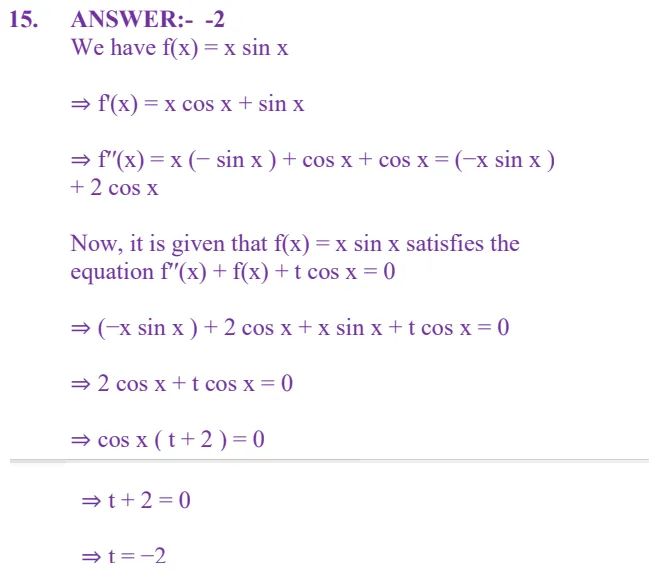 15. ANSWER:- -2
We have f(x) = x sin x
⇒ f'(x) = x cos x + sin x
⇒ f′′(x) = x (− sin x ) + cos x + cos x = (−x sin x )
+ 2 cos x
Now, it is given that f(x) = x sin x satisfies the
equation f′′(x) + f(x) + t cos x = 0
⇒ (−x sin x ) + 2 cos x + x sin x + t cos x = 0
⇒ 2 cos x + t cos x = 0
⇒ cos x ( t + 2 ) = 0
⇒ t + 2 = 0
⇒ t = −2